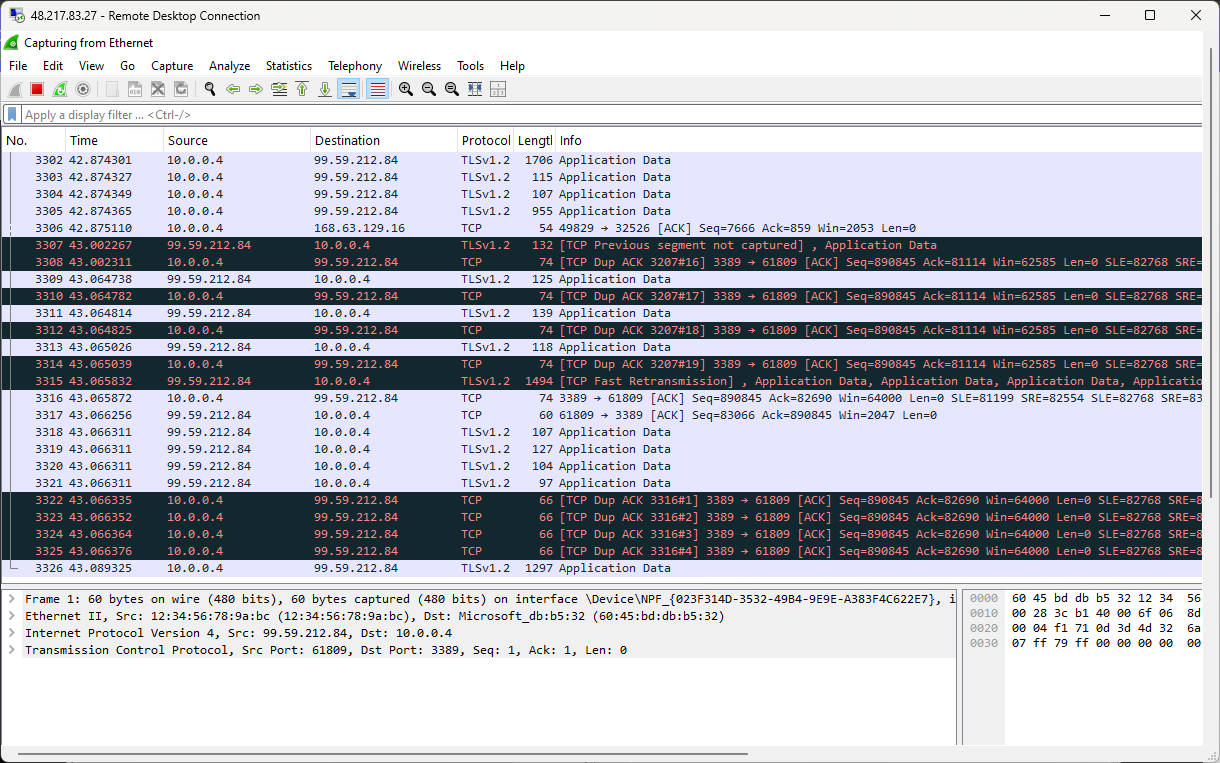 48.217.83.27 - Remote Desktop Connection
Capturing from Ethernet
File Edit View Go Capture Analyze Statistics Telephony Wireless Tools Help
Apply a display filter ... <Ctrl-/>
No. Time Source Destination Protocol Lengtl Info
3302 42.874301 10.0.0.4 99.59.212.84 TLSv1.2 1706 Application Data
3303 42.874327 10.0.0.4 99.59.212.84 TLSv1.2 115 Application Data
3304 42.874349 10.0.0.4 99.59.212.84 TLSv1.2 107 Application Data
3305 42.874365 10.0.0.4 99.59.212.84 TLSv1.2 955 Application Data
3306 42.875110 10.0.0.4 168.63.129.16 TCP 54 49829 → 32526 [ACK] Seq=7666 Ack=859 Win=2053 Len=0
3307 43.002267 99.59.212.84 10.0.0.4 TLSv1.2 132 [TCP Previous segment not captured] , Application Data
3308 43.002311 10.0.0.4 99.59.212.84 TCP 74 [TCP Dup ACK 3207#16] 3389 → 61809 [ACK] Seq=890845 Ack=81114 Win=62585 Len=0 SLE=82768 SRE=
3309 43.064738 99.59.212.84 10.0.0.4 TLSv1.2 125 Application Data
3310 43.064782 10.0.0.4 99.59.212.84 TCP 74 [TCP Dup ACK 3207#17] 3389 → 61809 [ACK] Seq=890845 Ack=81114 Win=62585 Len=0 SLE=82768 SRE=
3311 43.064814 99.59.212.84 10.0.0.4 TLSv1.2 139 Application Data
3312 43.064825 10.0.0.4 99.59.212.84 TCP 74 [TCP Dup ACK 3207#18] 3389 → 61809 [ACK] Seq=890845 Ack=81114 Win=62585 Len=0 SLE=82768 SRE=
3313 43.065026 99.59.212.84 10.0.0.4 TLSv1.2 118 Application Data
3314 43.065039 10.0.0.4 99.59.212.84 TCP 74 [TCP Dup ACK 3207#19] 3389 → 61809 [ACK] Seq=890845 Ack=81114 Win=62585 Len=0 SLE=82768 SRE=
3315 43.065832 99.59.212.84 10.0.0.4 TLSv1.2 1494 [TCP Fast Retransmission] , Application Data, Application Data, Application Data, Applicatio
3316 43.065872 10.0.0.4 99.59.212.84 TCP 74 3389 → 61809 [ACK] Seq=890845 Ack=82690 Win=64000 Len=0 SLE=81199 SRE=82554 SLE=82768 SRE=83
3317 43.066256 99.59.212.84 10.0.0.4 TCP 60 61809 → 3389 [ACK] Seq=83066 Ack=890845 Win=2047 Len=0
3318 43.066311 99.59.212.84 10.0.0.4 TLSv1.2 107 Application Data
3319 43.066311 99.59.212.84 10.0.0.4 TLSv1.2 127 Application Data
3320 43.066311 99.59.212.84 10.0.0.4 TLSv1.2 104 Application Data
3321 43.066311 99.59.212.84 10.0.0.4 TLSv1.2 97 Application Data
3322 43.066335 10.0.0.4 99.59.212.84 TCP 66 [TCP Dup ACK 3316#1] 3389 → 61809 [ACK] Seq=890845 Ack=82690 Win=64000 Len=0 SLE=82768 SRE=8
3323 43.066352 10.0.0.4 99.59.212.84 TCP 66 [TCP Dup ACK 3316#2] 3389 → 61809 [ACK] Seq=890845 Ack=82690 Win=64000 Len=0 SLE=82768 SRE=8
3324 43.066364 10.0.0.4 99.59.212.84 TCP 66 [TCP Dup ACK 3316#3] 3389 → 61809 [ACK] Seq=890845 Ack=82690 Win=64000 Len=0 SLE=82768 SRE=8
3325 43.066376 10.0.0.4 99.59.212.84 TCP 66 [TCP Dup ACK 3316#4] 3389 → 61809 [ACK] Seq=890845 Ack=82690 Win=64000 Len=0 SLE=82768 SRE=8
3326 43.089325 10.0.0.4 99.59.212.84 TLSv1.2 1297 Application Data
Frame 1: 60 bytes on wire (480 bits), 60 bytes captured (480 bits) on interface \Device\NPF_{023F314D-3532-49B4-9E9E-A383F4C622E7}, i
Ethernet II, Src: 12:34:56:78:9a:bc (12:34:56:78:9a:bc), Dst: Microsoft_db:b5:32 (60:45:bd:db:b5:32)
Internet Protocol Version 4, Src: 99.59.212.84, Dst: 10.0.0.4
Transmission Control Protocol, Src Port: 61809, Dst Port: 3389, Seq: 1, Ack: 1, Len: 0
0000 60 45 bd db b5 32 12 34 56
0010 00 28 3c b1 40 00 6f 06 8d
0020 00 04 f1 71 0d 3d 4d 32 6a
0030 07 ff 79 ff 00 00 00 00 00